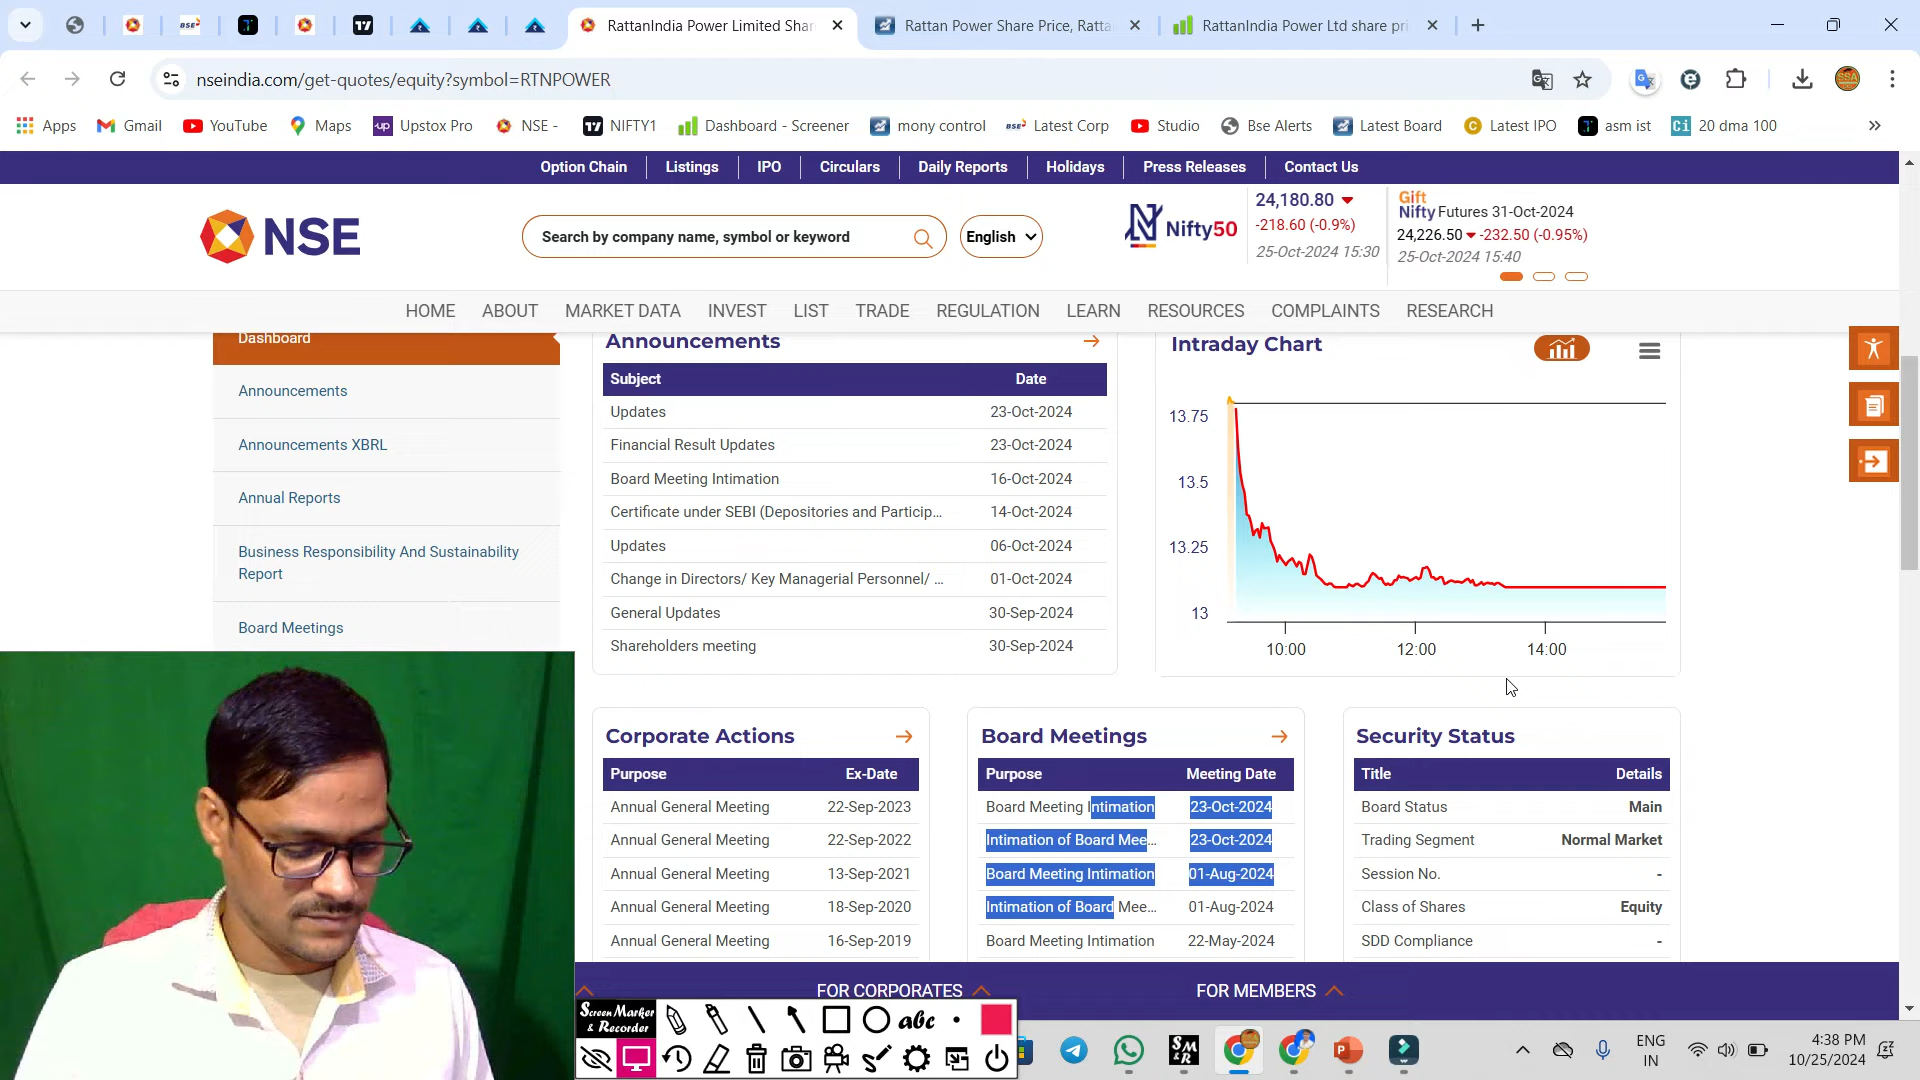 RattanIndia Power Limited Shar
Rattan Power Share Price, Ratta
RattanIndia Power Ltd share pri
nseindia.com/get-quotes/equity?symbol=RTNPOWER
Apps
Gmail
YouTube
Maps
Upstox Pro
NSE -
NIFTY1
Dashboard - Screener
mony control
Latest Corp
Studio
Bse Alerts
Latest Board
Latest IPO
asm ist
20 dma 100
Option Chain
Listings
IPO
Circulars
Daily Reports
Holidays
Press Releases
Contact Us
NSE
Search by company name, symbol or keyword
English
Nifty50
24,180.80
-218.60 (-0.9%)
25-Oct-2024 15:30
Gift
Nifty Futures 31-Oct-2024
24,226.50 -232.50 (-0.95%)
25-Oct-2024 15:40
HOME
ABOUT
MARKET DATA
INVEST
LIST
TRADE
REGULATION
LEARN
RESOURCES
COMPLAINTS
RESEARCH
Dashboard
Announcements
Announcements XBRL
Annual Reports
Business Responsibility And Sustainability
Report
Board Meetings
Announcements
Subject Date
Updates 23-Oct-2024
Financial Result Updates 23-Oct-2024
Board Meeting Intimation 16-Oct-2024
Certificate under SEBI (Depositories and Particip... 14-Oct-2024
Updates 06-Oct-2024
Change in Directors/ Key Managerial Personnel/ ... 01-Oct-2024
General Updates 30-Sep-2024
Shareholders meeting 30-Sep-2024
Intraday Chart
13.75
13.5
13.25
13
10:00 12:00 14:00
Corporate Actions
Purpose Ex-Date
Annual General Meeting 22-Sep-2023
Annual General Meeting 22-Sep-2022
Annual General Meeting 13-Sep-2021
Annual General Meeting 18-Sep-2020
Annual General Meeting 16-Sep-2019
Board Meetings
Purpose Meeting Date
Board Meeting Intimation 23-Oct-2024
Intimation of Board Mee... 23-Oct-2024
Board Meeting Intimation 01-Aug-2024
Intimation of Board Mee... 01-Aug-2024
Board Meeting Intimation 22-May-2024
Security Status
Title Details
Board Status Main
Trading Segment Normal Market
Session No. -
Class of Shares Equity
SDD Compliance -
FOR CORPORATES
FOR MEMBERS
Screen Marker
& Recorder
abc
ENG
IN
4:38 PM
10/25/2024